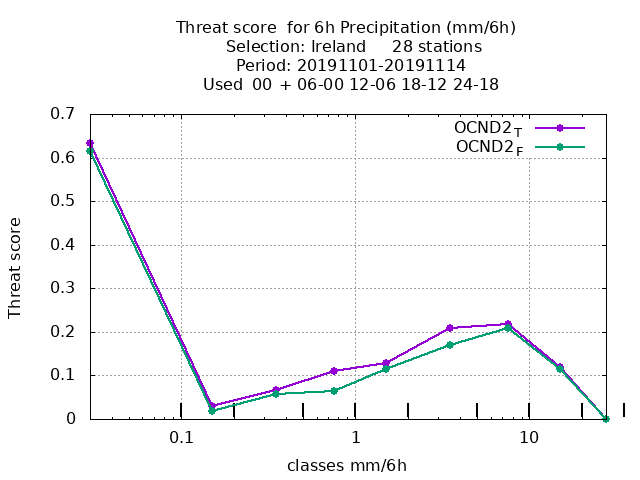 Threat score  for 6h Precipitation (mm/6h)
Selection: Ireland     28 stations
Period: 20191101-20191114
Used  00  + 06-00 12-06 18-12 24-18
OCND2T
OCND2F
0.7
0.6
0.5
0.4
0.3
0.2
0.1
0
Threat score
0.1 1 10
classes mm/6h